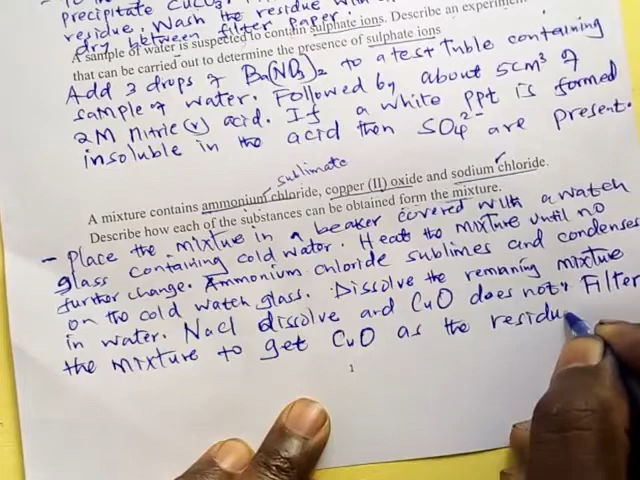 precipitate CuCO3.
residue. Wash the residue with
dry between filter paper.
A sample of water is suspected to contain sulphate ions. Describe an experiment
that can be carried out to determine the presence of sulphate ions
Add 3 drops of Ba(NO3)2 to a test tuble containing
sample of water. Followed by about 5cm3 of
2M nitric(v) acid. If a white ppt is formed
insoluble in the acid then SO42- are present.
sublimate
A mixture contains ammonium chloride, copper (II) oxide and sodium chloride.
Describe how each of the substances can be obtained form the mixture.
- Place the mixture in a beaker covered with a watch
glass containing cold water. Heat the mixture until no
further change. Ammonium chloride sublimes and condenses
on the cold watch glass. Dissolve the remaning mixture
in water. Nacl dissolve and CuO does not. Filter
the mixture to get CuO as the residu
1